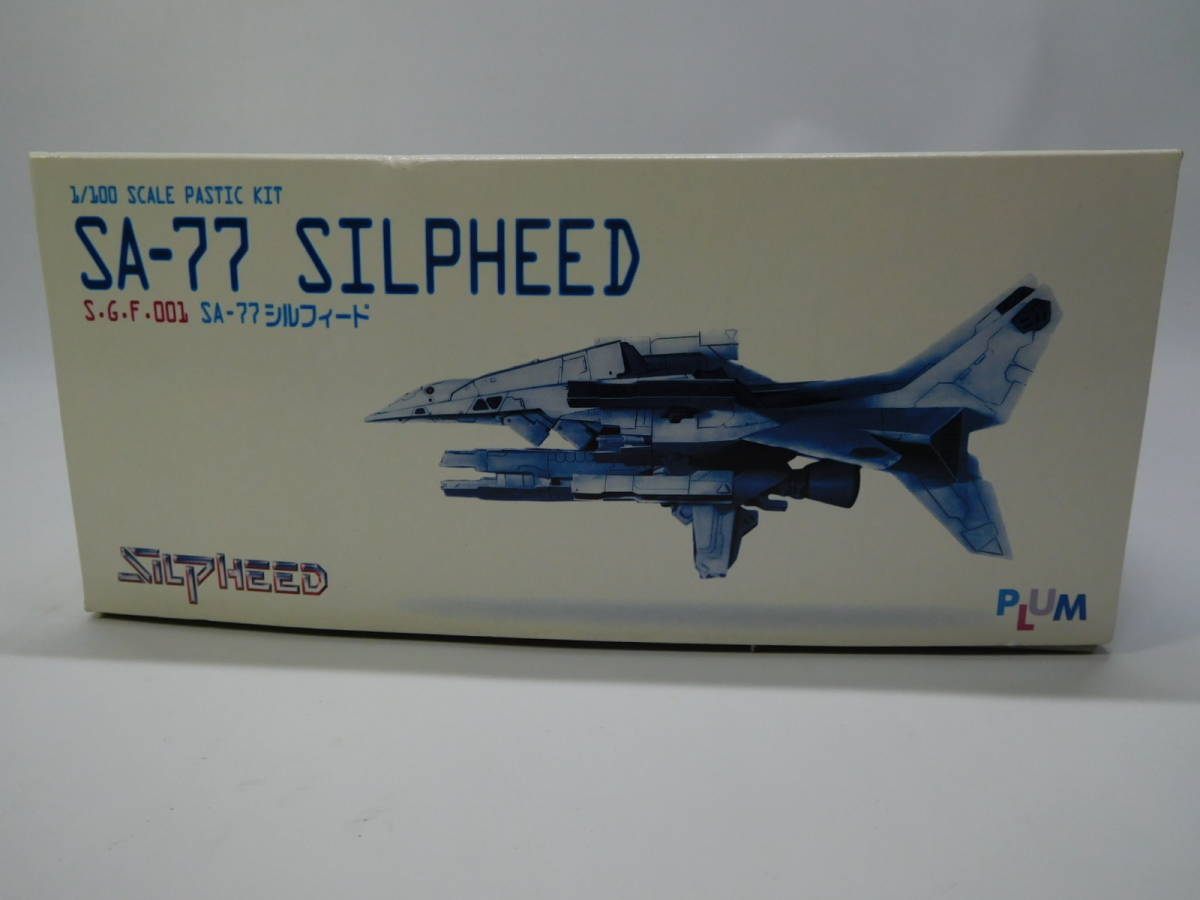 1/100 SCALE PASTIC KIT
SA-77 SILPHEED
S.G.F.001 SA-77 シルフィード
SILPHEED
PLUM